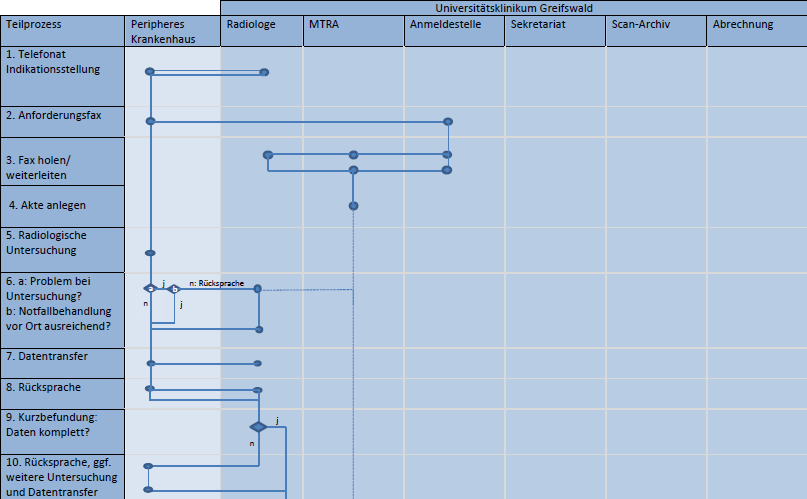 Universitätsklinikum Greifswald
Teilprozess
Peripheres
Krankenhaus
Radiologe
MTRA
Anmeldestelle
Sekretariat
Scan-Archiv
Abrechnung
1. Telefonat
Indikationsstellung
2. Anforderungsfax
3. Fax holen/
weiterleiten
4. Akte anlegen
5. Radiologische
Untersuchung
6. a: Problem bei
Untersuchung?
b: Notfallbehandlung
vor Ort ausreichend?
a
j
b
n: Rücksprache
n
j
7. Datentransfer
8. Rücksprache
9. Kurzbefundung:
Daten komplett?
j
n
10. Rücksprache, ggf.
weitere Untersuchung
und Datentransfer